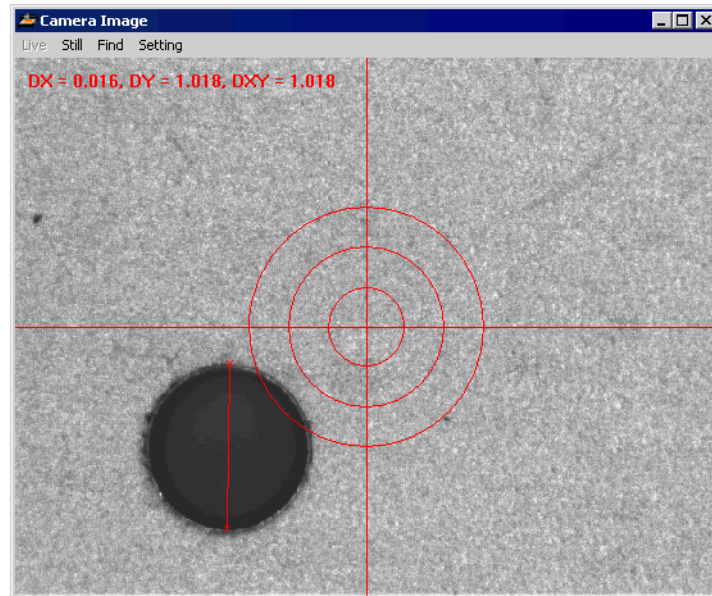 Camera Image
Live Still Find Setting
DX = 0.016, DY = 1.018, DXY = 1.018